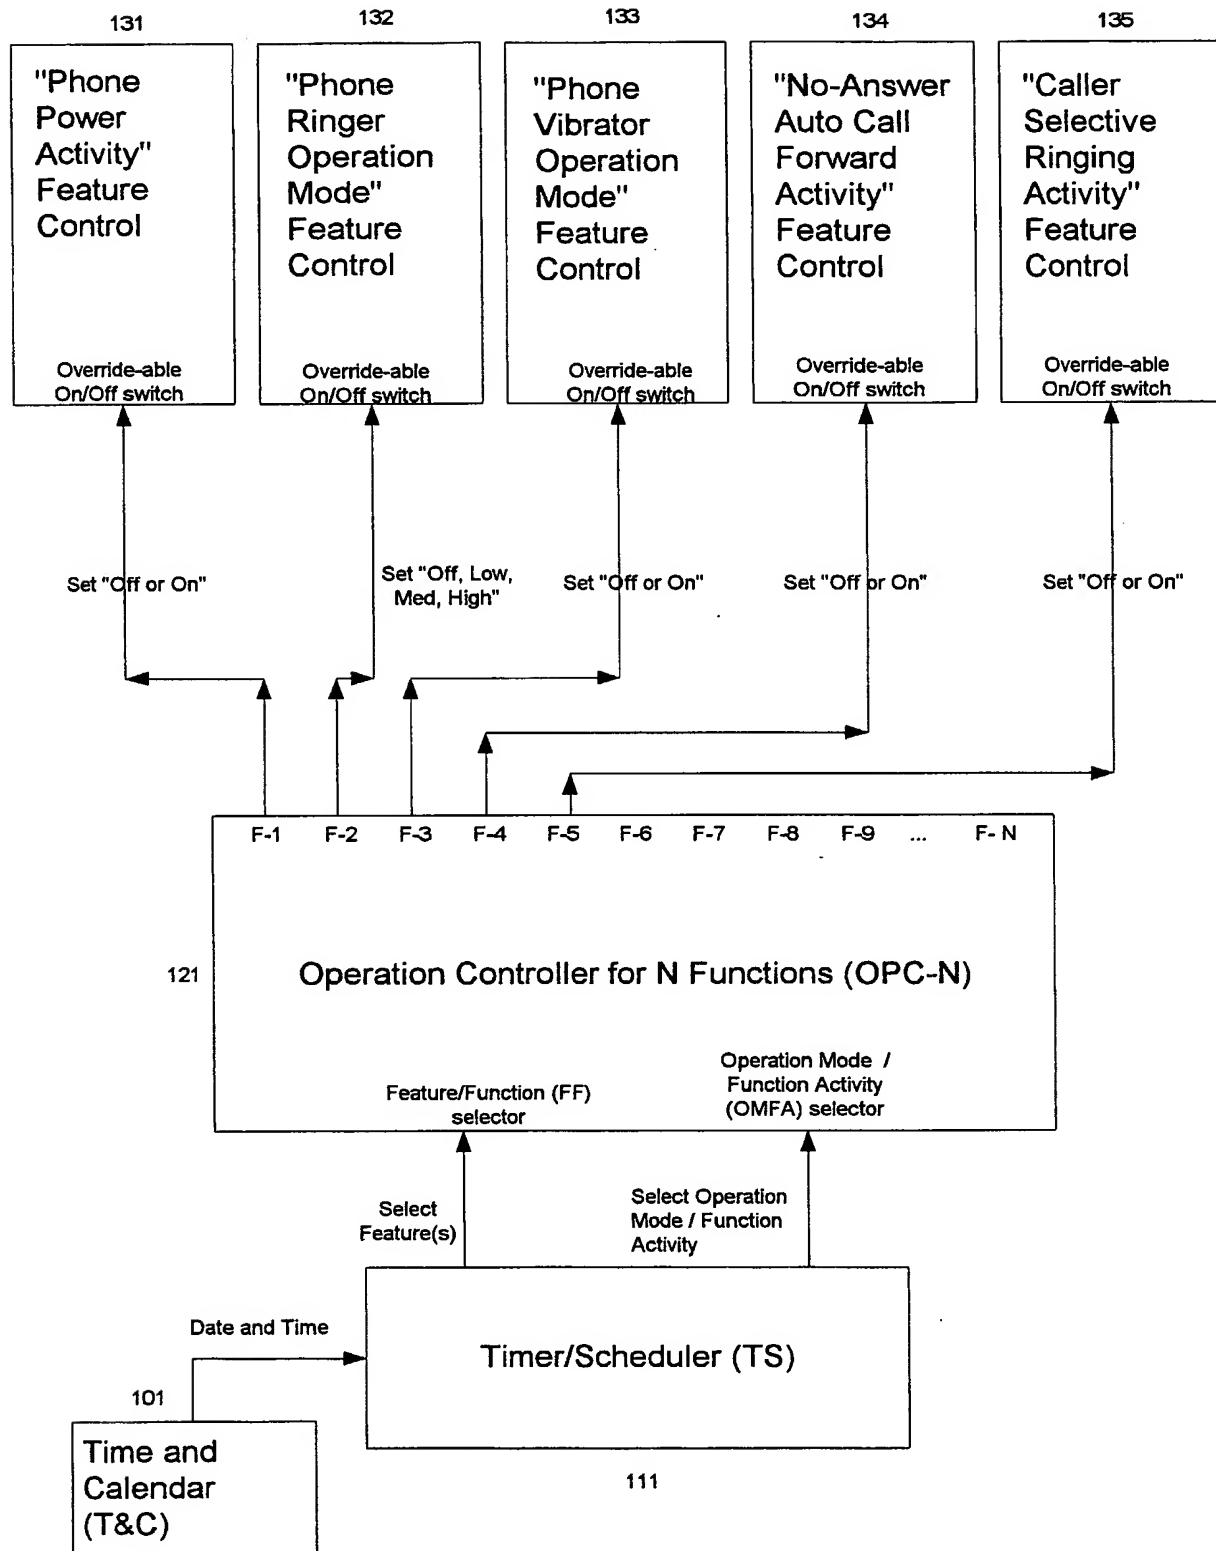 131
132
133
134
135
"Phone
Power
Activity"
Feature
Control
Override-able
On/Off switch
"Phone
Ringer
Operation
Mode"
Feature
Control
Override-able
On/Off switch
"Phone
Vibrator
Operation
Mode"
Feature
Control
Override-able
On/Off switch
"No-Answer
Auto Call
Forward
Activity"
Feature
Control
Override-able
On/Off switch
"Caller
Selective
Ringing
Activity"
Feature
Control
Override-able
On/Off switch
Set "Off or On"
Set "Off, Low,
Med, High"
Set "Off or On"
Set "Off or On"
Set "Off or On"
F-1 F-2 F-3 F-4 F-5 F-6 F-7 F-8 F-9 ... F- N
121
Operation Controller for N Functions (OPC-N)
Feature/Function (FF)
selector
Operation Mode /
Function Activity
(OMFA) selector
Select
Feature(s)
Select Operation
Mode / Function
Activity
Date and Time
Timer/Scheduler (TS)
111
101
Time and
Calendar
(T&C)